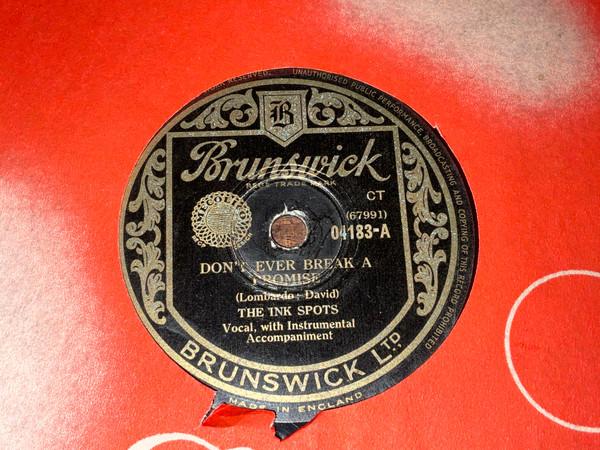 RESERVED. UNAUTHORISED PUBLIC PERFORMANCE, BROADCASTING AND COPYING OF THIS RECORD PROHIBITED
B
Brunswick
REGD TRADE MARK
CT
(67991)
04183-A
DON'T EVER BREAK A
PROMISE
(Lombardo; David)
THE INK SPOTS
Vocal, with Instrumental
Accompaniment
BRUNSWICK LTD.,
MADE IN ENGLAND